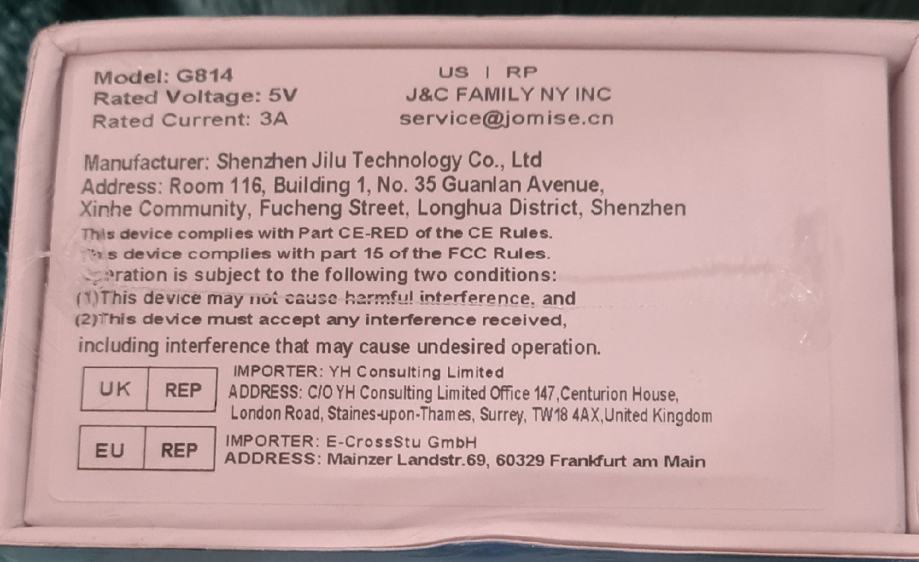 Model: G814
Rated Voltage: 5V
Rated Current: 3A
US | RP
J&C FAMILY NY INC
service@jomise.cn
Manufacturer: Shenzhen Jilu Technology Co., Ltd
Address: Room 116, Building 1, No. 35 Guanlan Avenue,
Xinhe Community, Fucheng Street, Longhua District, Shenzhen
This device complies with Part CE-RED of the CE Rules.
This device complies with part 15 of the FCC Rules.
Operation is subject to the following two conditions:
(1)This device may not cause harmful interference, and
(2)This device must accept any interference received,
including interference that may cause undesired operation.
UK REP
IMPORTER: YH Consulting Limited
ADDRESS: C/O YH Consulting Limited Office 147,Centurion House,
London Road, Staines-upon-Thames, Surrey, TW18 4AX,United Kingdom
EU REP
IMPORTER: E-CrossStu GmbH
ADDRESS: Mainzer Landstr.69, 60329 Frankfurt am Main